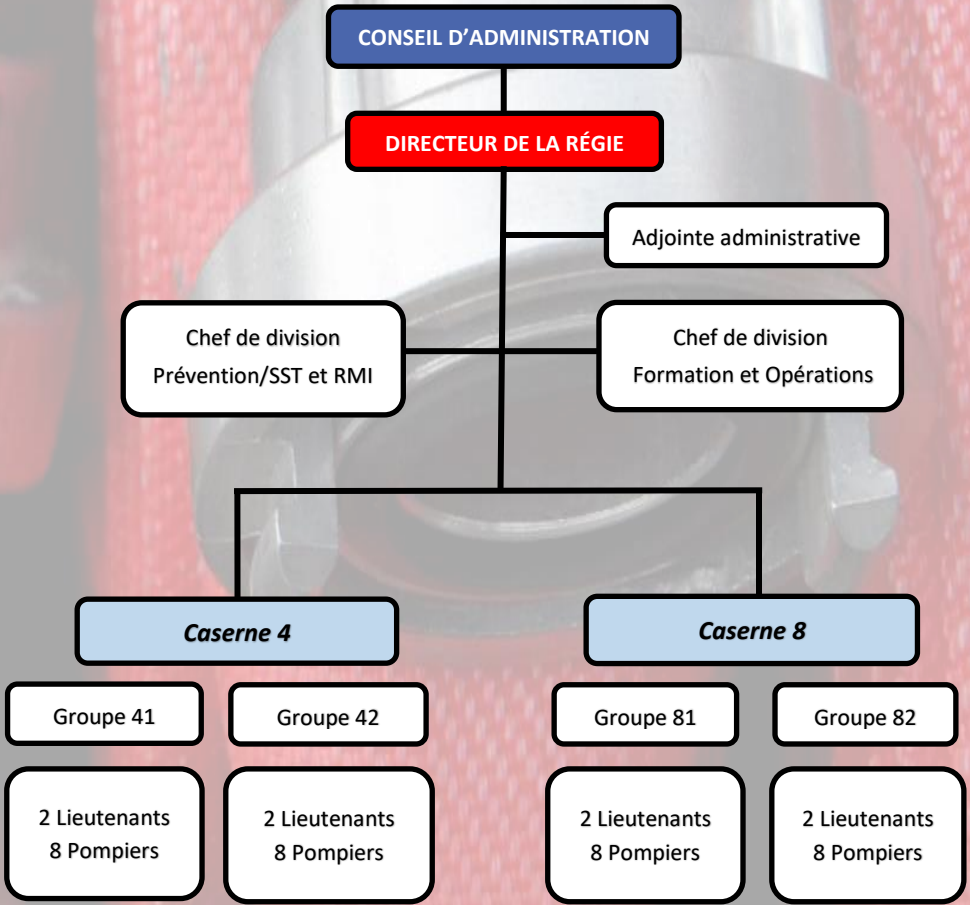 CONSEIL D'ADMINISTRATION
DIRECTEUR DE LA RÉGIE
Adjointe administrative
Chef de division
Prévention/SST et RMI
Chef de division
Formation et Opérations
Caserne 4
Caserne 8
Groupe 41
Groupe 42
Groupe 81
Groupe 82
2 Lieutenants
8 Pompiers
2 Lieutenants
8 Pompiers
2 Lieutenants
8 Pompiers
2 Lieutenants
8 Pompiers